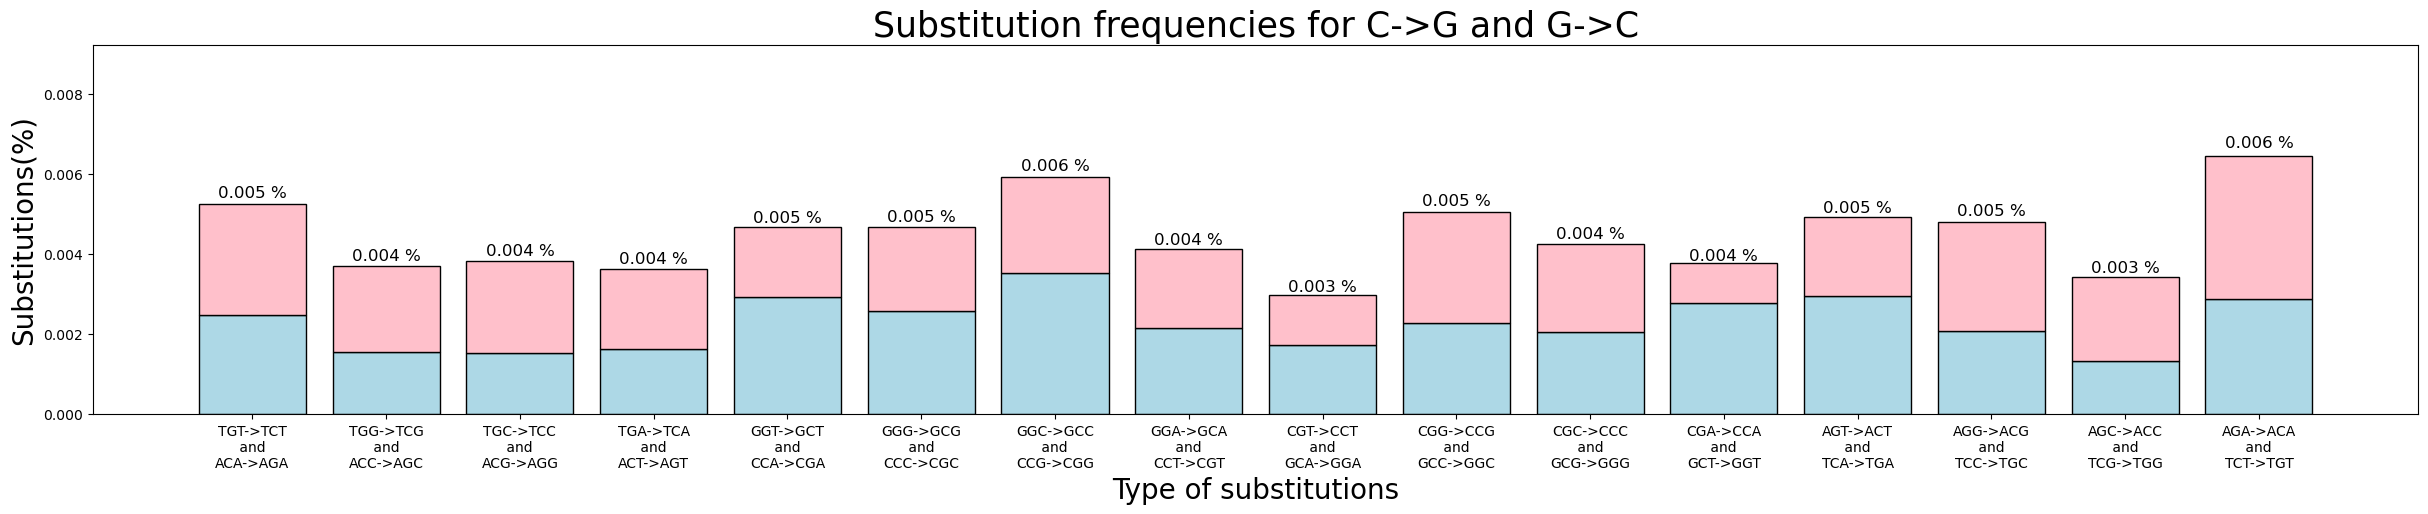 Substitution frequencies for C->G and G->C
Substitutions(%)
0.008
0.006
0.004
0.002
0.000
0.005 %
0.004 %
0.004 %
0.004 %
0.005 %
0.005 %
0.006 %
0.004 %
0.003 %
0.005 %
0.004 %
0.004 %
0.005 %
0.005 %
0.003 %
0.006 %
TGT->TCT
and
ACA->AGA
TGG->TCG
and
ACC->AGC
TGC->TCC
and
ACG->AGG
TGA->TCA
and
ACT->AGT
GGT->GCT
and
CCA->CGA
GGG->GCG
and
CCC->CGC
GGC->GCC
and
CCG->CGG
GGA->GCA
and
CCT->CGT
CGT->CCT
and
GCA->GGA
CGG->CCG
and
GCC->GGC
CGC->CCC
and
GCG->GGG
CGA->CCA
and
GCT->GGT
AGT->ACT
and
TCA->TGA
AGG->ACG
and
TCC->TGC
AGC->ACC
and
TCG->TGG
AGA->ACA
and
TCT->TGT
Type of substitutions